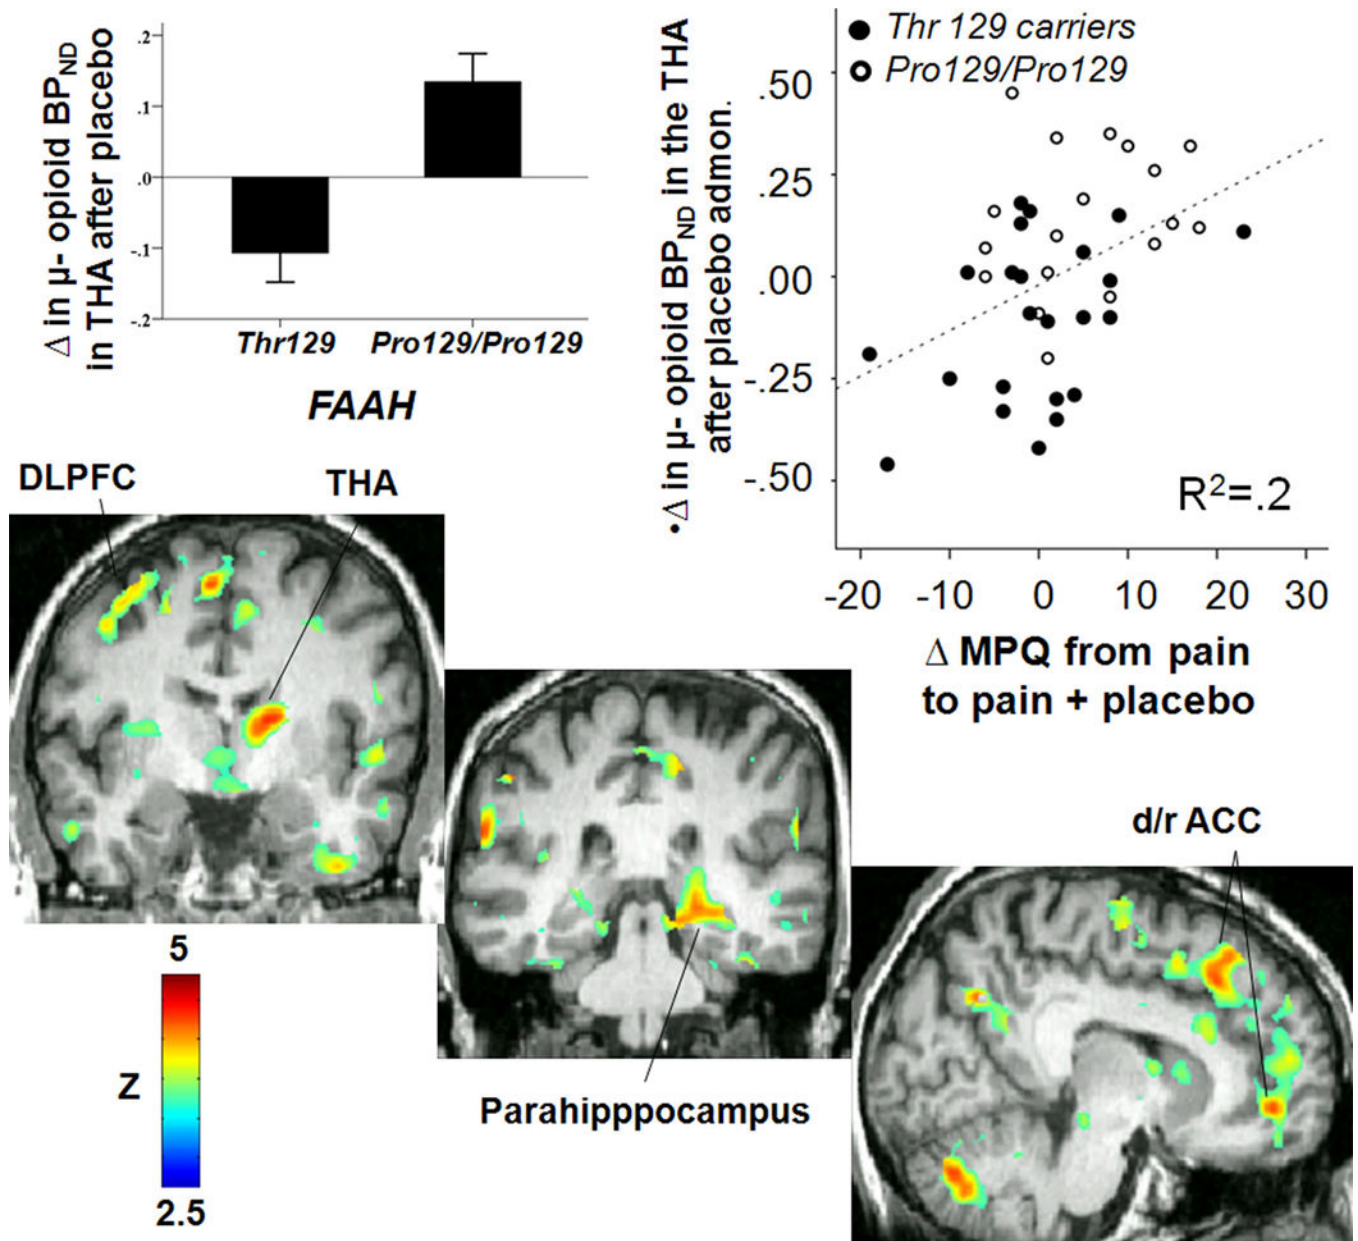 Δ in μ- opioid BPND
in THA after placebo
.2
.1
.0
-.1
-.2
Thr129 Pro129/Pro129
FAAH
•Δ in μ- opioid BPND in the THA
after placebo admon.
Thr 129 carriers
Pro129/Pro129
.50
.25
.00
-.25
-.50
R²=.2
-20 -10 0 10 20 30
Δ MPQ from pain
to pain + placebo
DLPFC
THA
Parahipppocampus
d/r ACC
5
Z
2.5